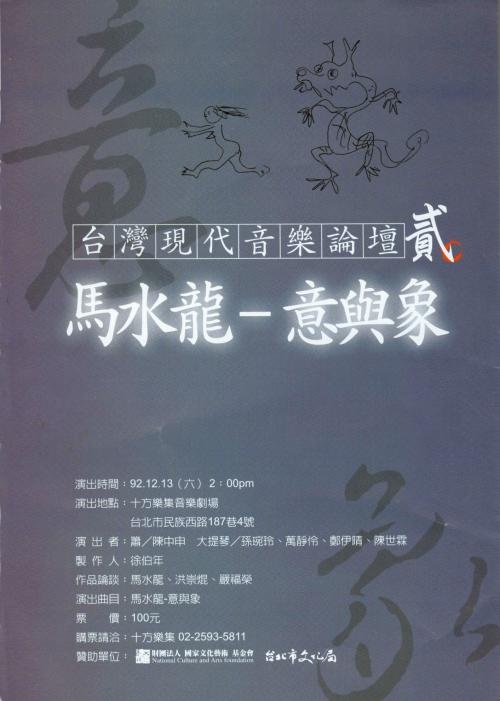 意
台灣現代音樂論壇貳
馬水龍－意與象
象
演出時間：92.12.13（六） 2：00pm
演出地點：十方樂集音樂劇場
台北市民族西路187巷4號
演 出 者：蕭／陳中申 大提琴／孫琬玲、萬靜伶、鄭伊晴、陳世霖
製 作 人：徐伯年
作品論談：馬水龍、洪崇焜、嚴福榮
演出曲目：馬水龍-意與象
票　　價：100元
購票請洽：十方樂集 02-2593-5811
贊助單位： 財團法人 國家文化藝術 基金會 台北市文化局
National Culture and Arts foundation